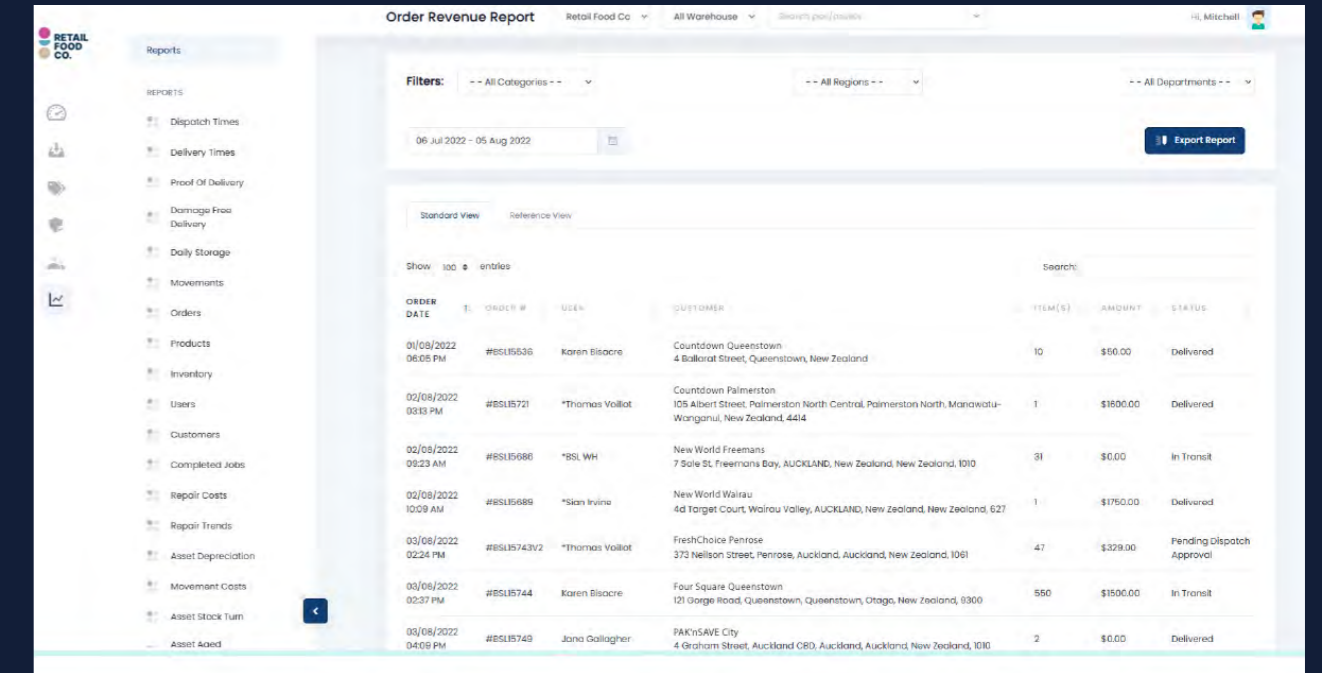 Order Revenue Report
Retail Food Co
All Warehouse
Hi, Mitchell
RETAIL
FOOD
CO.
Reports
REPORTS
Dispatch Times
Delivery Times
Proof Of Delivery
Damage Free
Delivery
Daily Storage
Movements
Orders
Products
Inventory
Users
Customers
Completed Jobs
Repair Costs
Repair Trends
Asset Depreciation
Movement Costs
Asset Stock Turn
Asset Aged
Filters:
- - All Categories - -
- - All Regions - -
- - All Departments - -
06 Jul 2022 - 05 Aug 2022
Export Report
Standard View
Reference View
Show 100 entries
Search:
ORDER
DATE
ORDER # USER CUSTOMER ITEM(S) AMOUNT STATUS
01/08/2022
06:05 PM
#BSL15536 Karen Bisacre
Countdown Queenstown
4 Ballarat Street, Queenstown, New Zealand
10 $50.00 Delivered
02/08/2022
03:13 PM
#BSL15721 *Thomas Voillot
Countdown Palmerston
105 Albert Street, Palmerston North Central, Palmerston North, Manawatu-
Wanganui, New Zealand, 4414
1 $1600.00 Delivered
02/08/2022
09:23 AM
#BSL15686 *BSL WH
New World Freemans
7 Sale St, Freemans Bay, AUCKLAND, New Zealand, New Zealand, 1010
31 $0.00 In Transit
02/08/2022
10:09 AM
#BSL15689 *Sian Irvine
New World Wairau
4d Target Court, Wairau Valley, AUCKLAND, New Zealand, New Zealand, 627
1 $1750.00 Delivered
03/08/2022
02:24 PM
#BSL15743V2 *Thomas Voillot
FreshChoice Penrose
373 Neilson Street, Penrose, Auckland, Auckland, New Zealand, 1061
47 $329.00
Pending Dispatch
Approval
03/08/2022
02:37 PM
#BSL15744 Karen Bisacre
Four Square Queenstown
121 Gorge Road, Queenstown, Queenstown, Otago, New Zealand, 9300
550 $1500.00 In Transit
03/08/2022
04:09 PM
#BSL15749 Jana Gallagher
PAK'nSAVE City
4 Graham Street, Auckland CBD, Auckland, Auckland, New Zealand, 1010
2 $0.00 Delivered